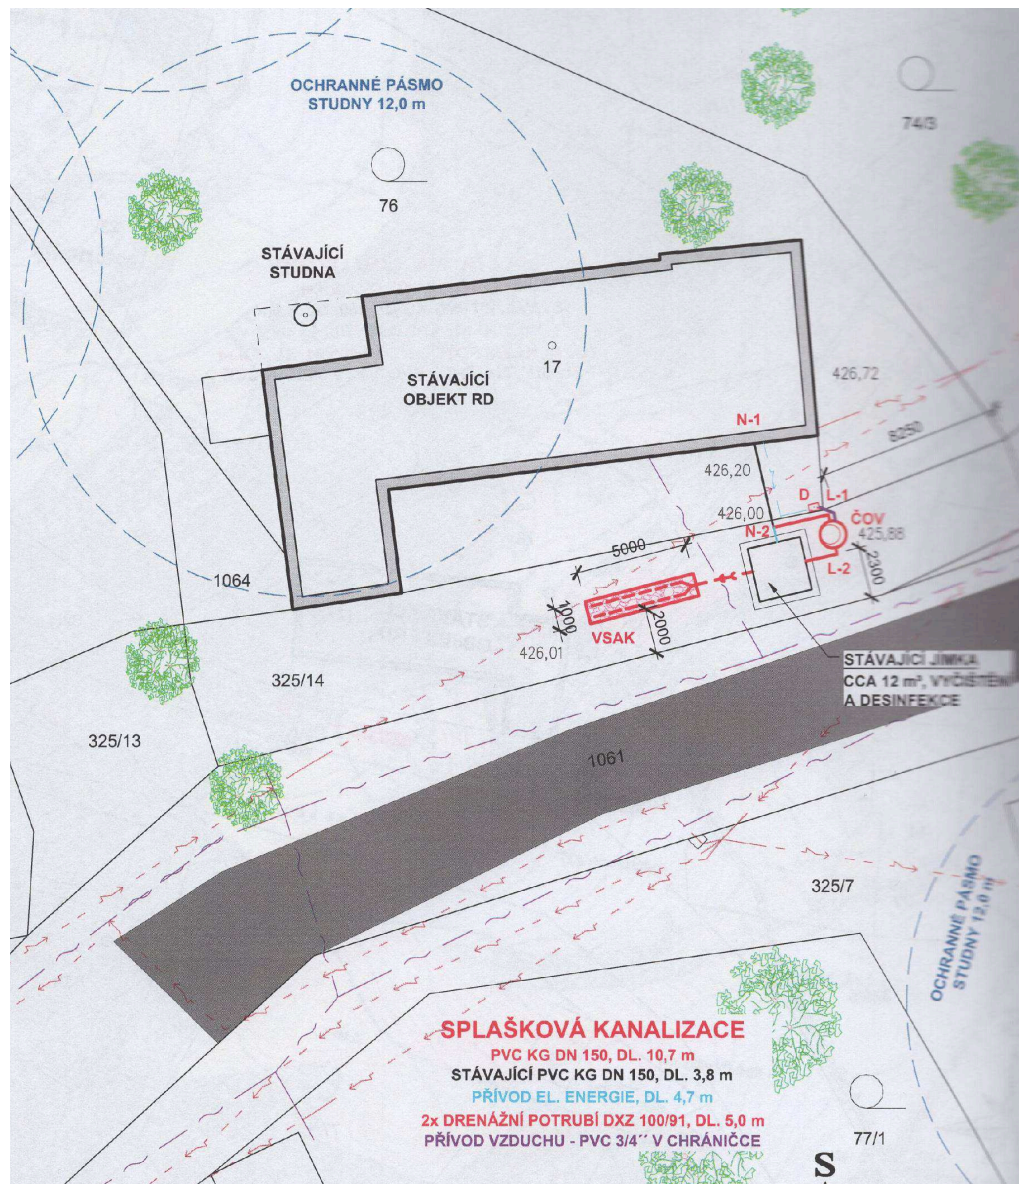 OCHRANNÉ PÁSMO
STUDNY 12,0 m
74/3
76
STÁVAJÍCÍ
STUDNA
17
STÁVAJÍCÍ
OBJEKT RD
426,72
N-1
8250
426,20
D
L-1
426,00
ČOV
N-2
425,88
5000
L-2
2300
1064
1000
VSAK
2000
426,01
STÁVAJÍCÍ JÍMKA
CCA 12 m³, VYČIŠTĚNÍ
A DESINFEKCE
325/14
325/13
1061
325/7
OCHRANNÉ PÁSMO
STUDNY 12,0 m
SPLAŠKOVÁ KANALIZACE
PVC KG DN 150, DL. 10,7 m
STÁVAJÍCÍ PVC KG DN 150, DL. 3,8 m
PŘÍVOD EL. ENERGIE, DL. 4,7 m
2x DRENÁŽNÍ POTRUBÍ DXZ 100/91, DL. 5,0 m
PŘÍVOD VZDUCHU - PVC 3/4´´ V CHRÁNIČCE
77/1
S